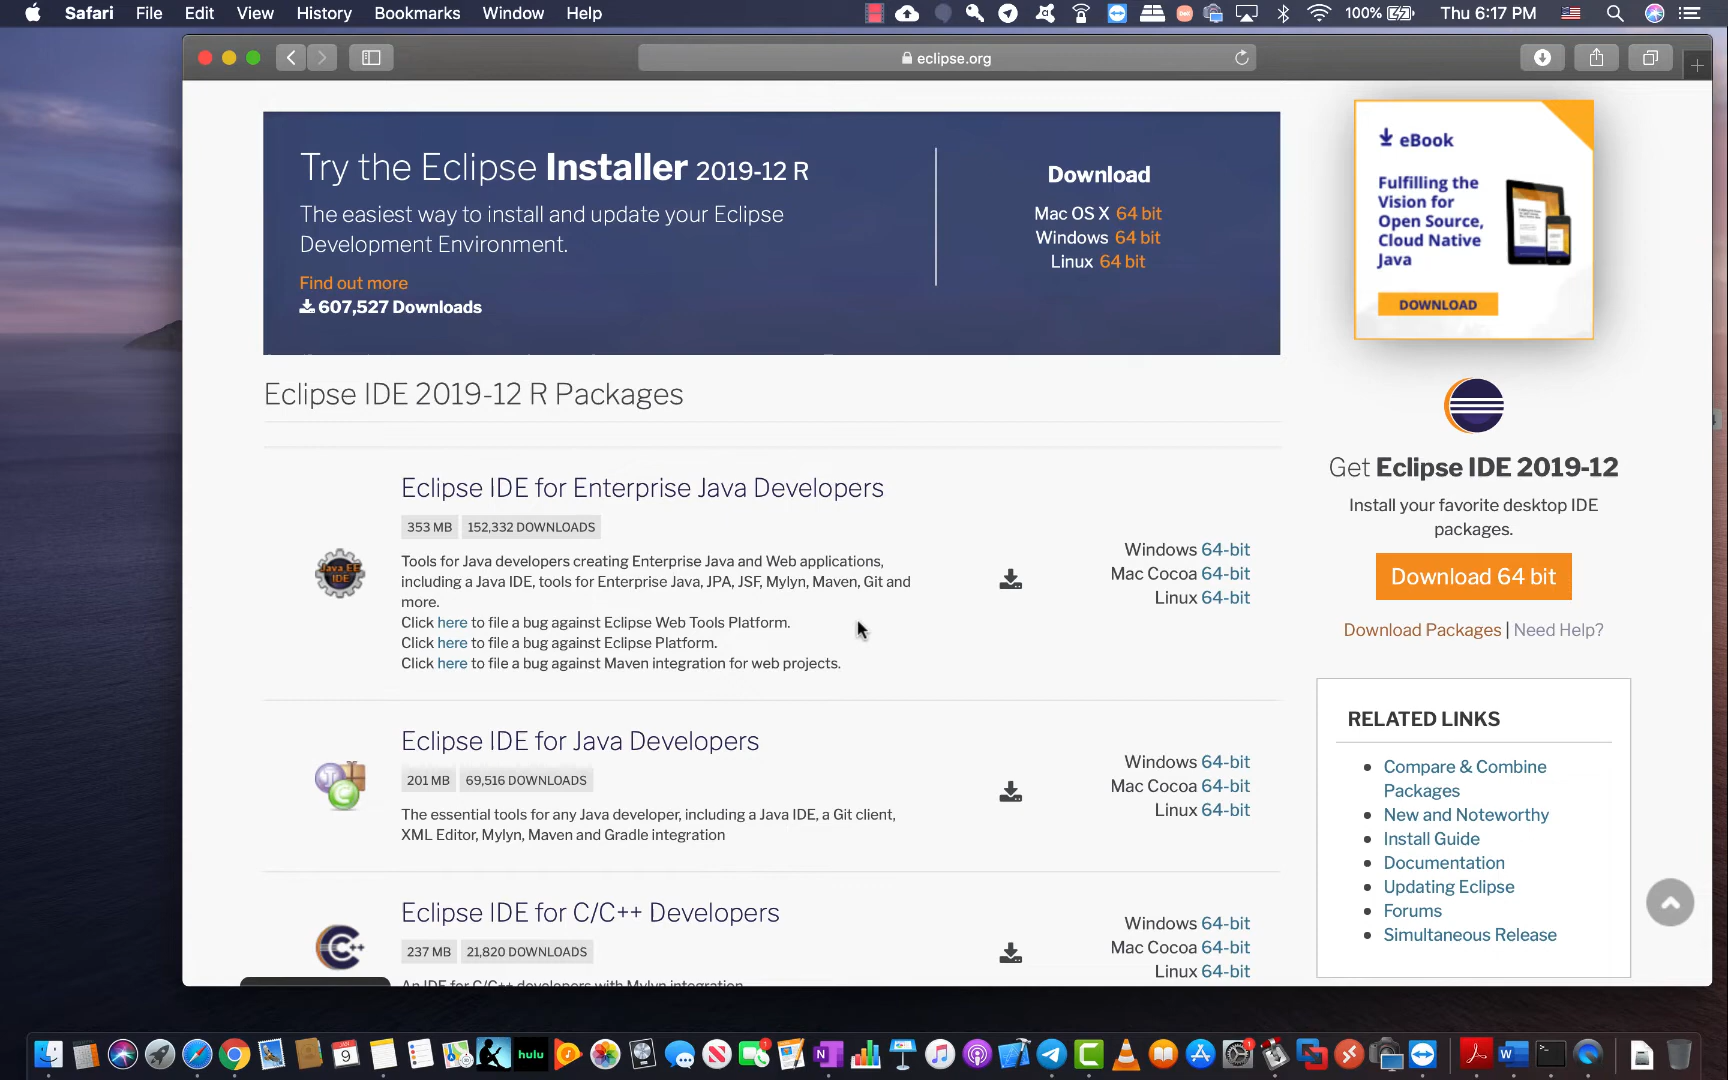 Safari File Edit View History Bookmarks Window Help
100% Thu 6:17 PM
eclipse.org
Try the Eclipse Installer 2019-12 R
The easiest way to install and update your Eclipse
Development Environment.
Find out more
607,527 Downloads
Download
Mac OS X 64 bit
Windows 64 bit
Linux 64 bit
eBook
Fulfilling the
Vision for
Open Source,
Cloud Native
Java
DOWNLOAD
Eclipse IDE 2019-12 R Packages
Eclipse IDE for Enterprise Java Developers
353 MB 152,332 DOWNLOADS
Tools for Java developers creating Enterprise Java and Web applications,
including a Java IDE, tools for Enterprise Java, JPA, JSF, Mylyn, Maven, Git and
more.
Click here to file a bug against Eclipse Web Tools Platform.
Click here to file a bug against Eclipse Platform.
Click here to file a bug against Maven integration for web projects.
Java EE
IDE
Windows 64-bit
Mac Cocoa 64-bit
Linux 64-bit
Eclipse IDE for Java Developers
201 MB 69,516 DOWNLOADS
The essential tools for any Java developer, including a Java IDE, a Git client,
XML Editor, Mylyn, Maven and Gradle integration
Windows 64-bit
Mac Cocoa 64-bit
Linux 64-bit
Eclipse IDE for C/C++ Developers
237 MB 21,820 DOWNLOADS
An IDE for C/C++ developers with Mylyn integration
C++
Windows 64-bit
Mac Cocoa 64-bit
Linux 64-bit
Get Eclipse IDE 2019-12
Install your favorite desktop IDE
packages.
Download 64 bit
Download Packages | Need Help?
RELATED LINKS
Compare & Combine
Packages
New and Noteworthy
Install Guide
Documentation
Updating Eclipse
Forums
Simultaneous Release
9
hulu